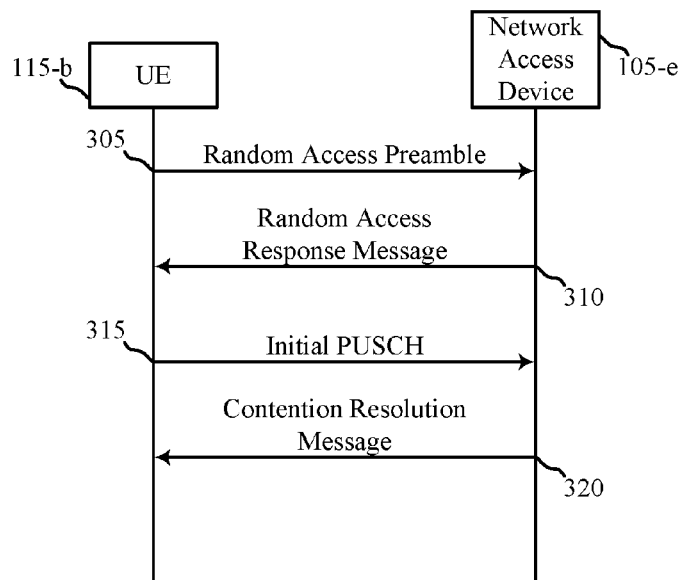 115-b
UE
Network
Access
Device
105-e
305
Random Access Preamble
Random Access
Response Message
310
315
Initial PUSCH
Contention Resolution
Message
320